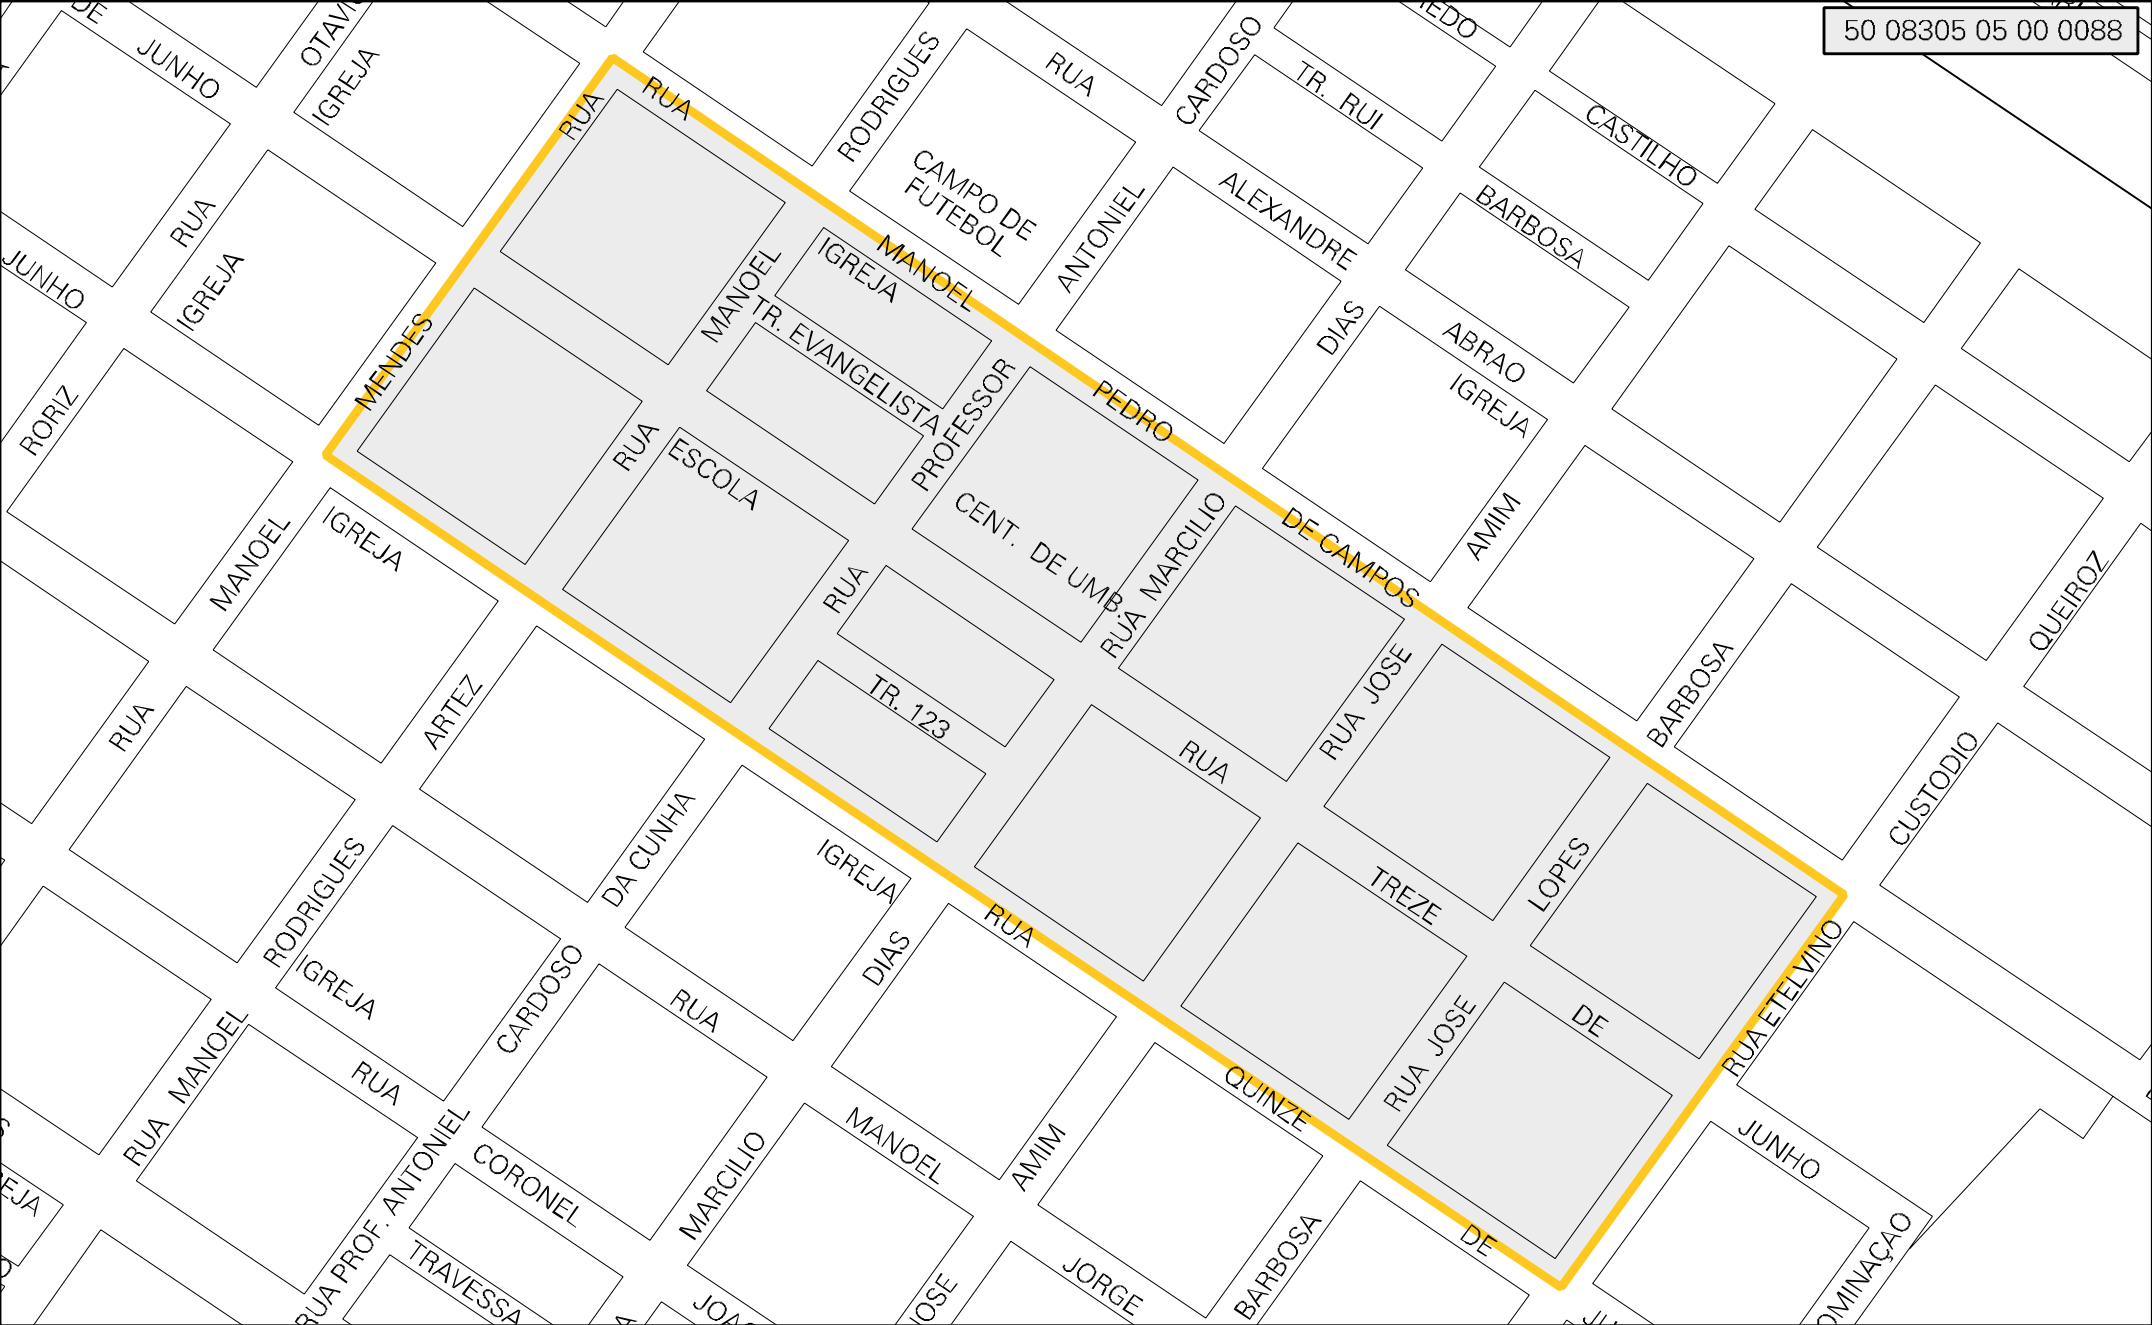 50 08305 05 00 0088
DE
JUNHO
IGREJA
RUA
RUA
RODRIGUES
RUA
CARDOSO
TR. RUI
CASTILHO
CAMPO DE
FUTEBOL
ANTONIEL
ALEXANDRE
BARBOSA
RUA
IGREJA
JUNHO
MANOEL
IGREJA
MANOEL
TR. EVANGELISTA
DIAS
ABRAO
IGREJA
MENDES
RORIZ
RUA
ESCOLA
PROFESSOR
PEDRO
CENT. DE UMB.
RUA MARCILIO
DE CAMPOS
AMIM
IGREJA
MANOEL
RUA
QUEIROZ
RUA
ARTEZ
TR. 123
RUA
RUA JOSE
BARBOSA
CUSTODIO
DA CUNHA
IGREJA
TREZE
LOPES
RODRIGUES
IGREJA
CARDOSO
DIAS
RUA
RUA ETELVINO
RUA
DE
RUA JOSE
RUA MANOEL
RUA
QUINZE
MANOEL
AMIM
JUNHO
CORONEL
MARCILIO
RUA PROF. ANTONIEL
TRAVESSA
JORGE
BARBOSA
DE